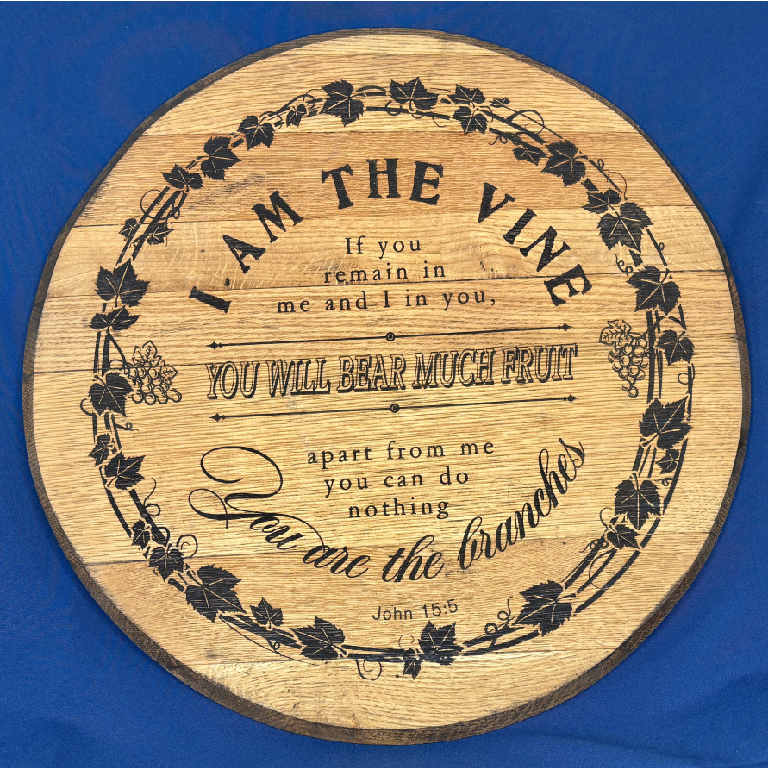 I AM THE VINE
If you
remain in
me and I in you,
YOU WILL BEAR MUCH FRUIT
apart from me
you can do
nothing
You are the branches
John 15:5